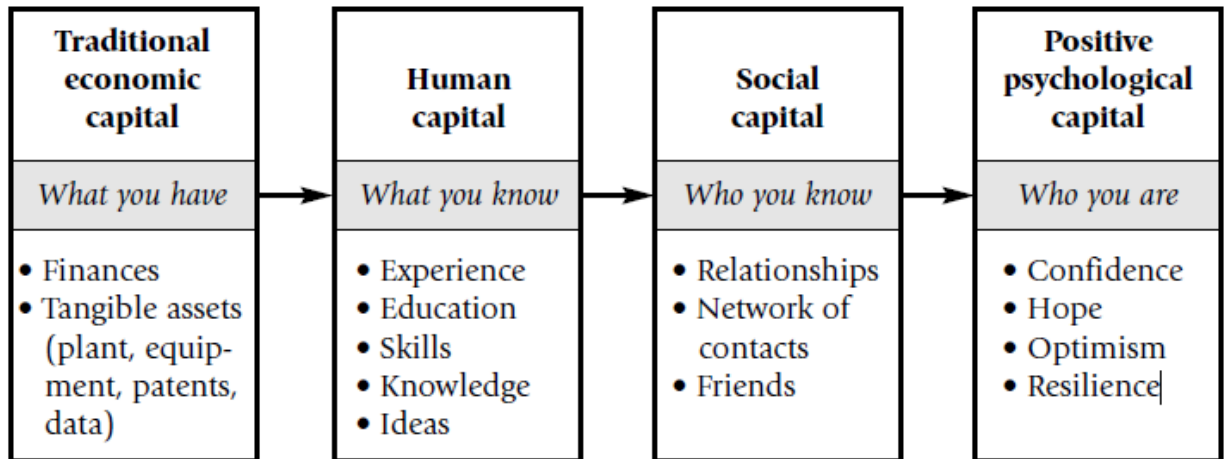 Traditional
economic
capital
What you have
• Finances
• Tangible assets
(plant, equip-
ment, patents,
data)
Human
capital
What you know
• Experience
• Education
• Skills
• Knowledge
• Ideas
Social
capital
Who you know
• Relationships
• Network of
contacts
• Friends
Positive
psychological
capital
Who you are
• Confidence
• Hope
• Optimism
• Resilience